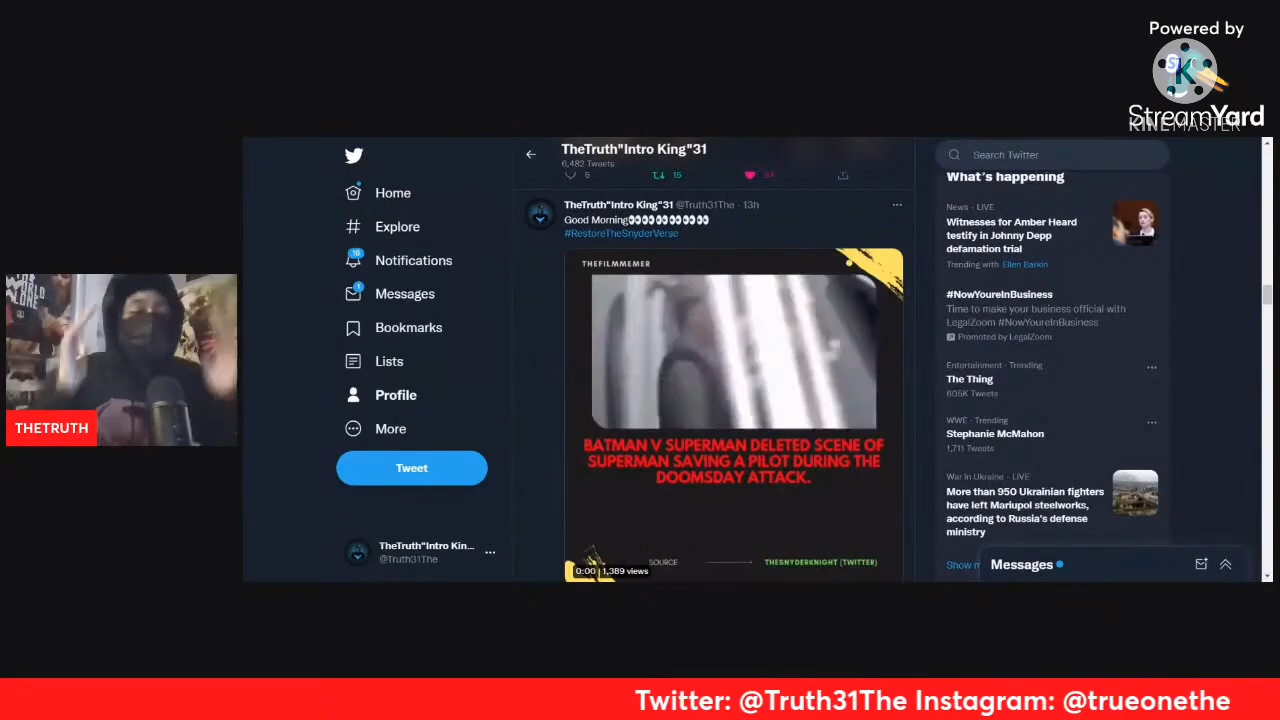 Powered by
StreamYard
KINEMASTER
TheTruth"Intro King"31
6,482 Tweets
5
15
Search Twitter
What's happening
Home
Explore
16
Notifications
1
Messages
Bookmarks
Lists
Profile
More
Tweet
TheTruth"Intro Kin...
@Truth31The
TheTruth"Intro King"31 @Truth31The · 13h
Good Morning👀👀👀👀👀
#RestoreTheSnyderVerse
THEFILMMEMER
BATMAN V SUPERMAN DELETED SCENE OF
SUPERMAN SAVING A PILOT DURING THE
DOOMSDAY ATTACK.
SOURCE
THESNYDERKNIGHT (TWITTER)
0:00 | 1,389 views
News · LIVE
Witnesses for Amber Heard
testify in Johnny Depp
defamation trial
Trending with Ellen Barkin
#NowYoureInBusiness
Time to make your business official with
LegalZoom #NowYoureInBusiness
Promoted by LegalZoom
Entertainment · Trending
The Thing
605K Tweets
WWE · Trending
Stephanie McMahon
1,711 Tweets
War in Ukraine · LIVE
More than 950 Ukrainian fighters
have left Mariupol steelworks,
according to Russia's defense
ministry
Show
Messages
WORLD
THETRUTH
Twitter: @Truth31The Instagram: @trueonethe